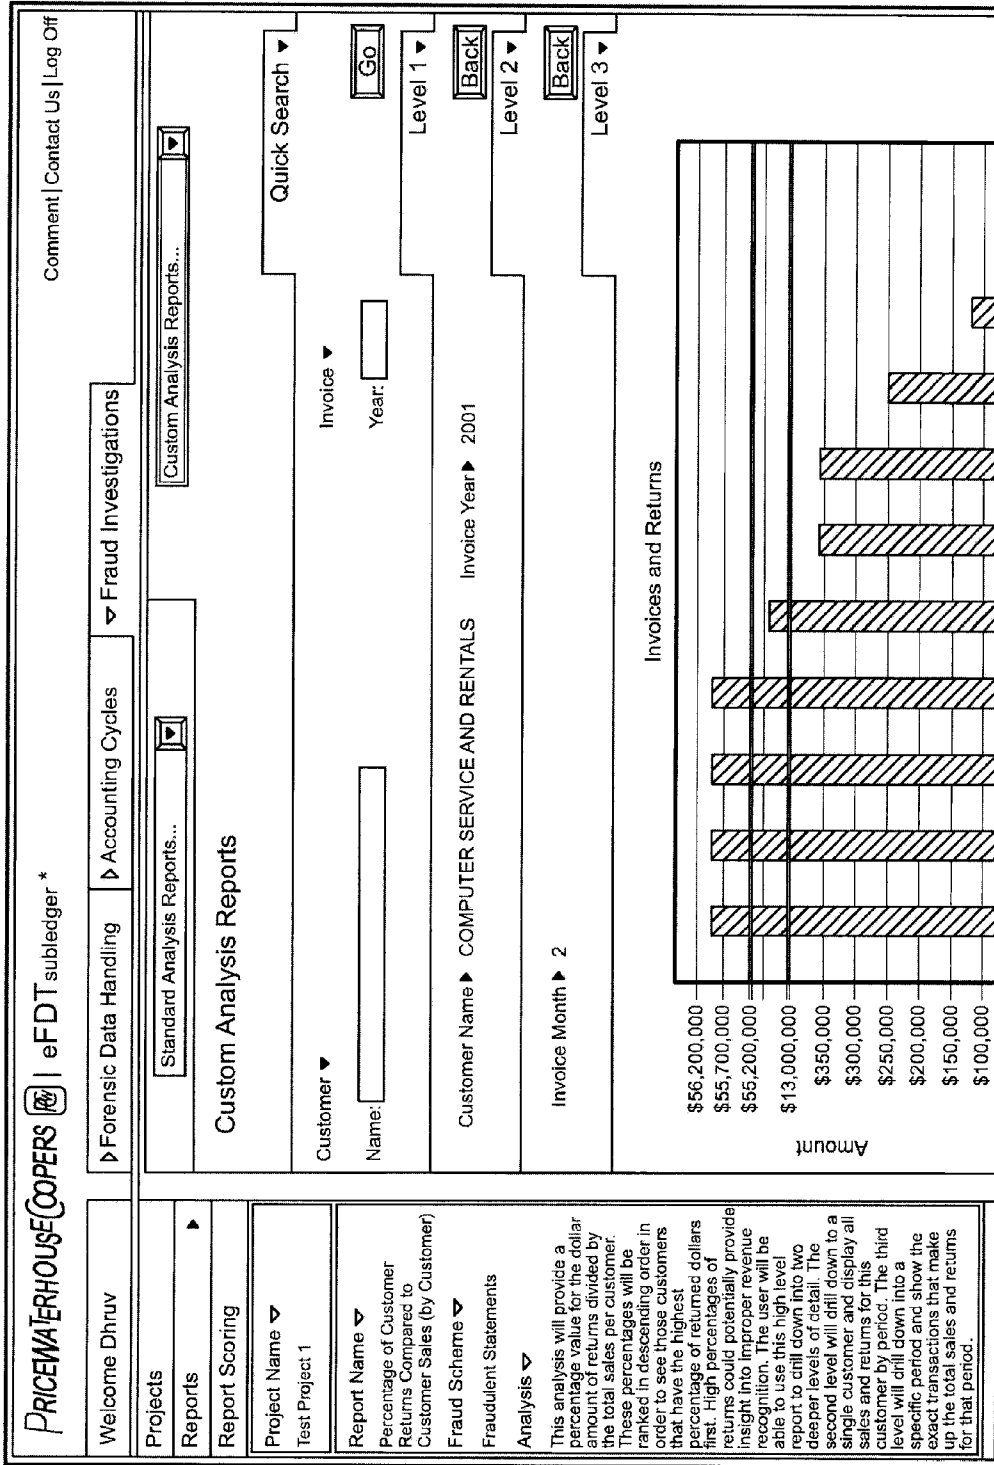 PRICEWATERHOUSECOOPERS PwC | eFDT subledger *
Comment | Contact Us | Log Off
Welcome Dhruv
▷Forensic Data Handling
▷Accounting Cycles
▽Fraud Investigations
Projects
Reports ▶
Report Scoring
Standard Analysis Reports... ▼
Custom Analysis Reports... ▼
Project Name ▽
Test Project 1
Report Name ▽
Percentage of Customer
Returns Compared to
Customer Sales (by Customer)
Fraud Scheme ▽
Fraudulent Statements
Analysis ▽
This analysis will provide a
percentage value for the dollar
amount of returns divided by
the total sales per customer.
These percentages will be
ranked in descending order in
order to see those customers
that have the highest
percentage of returned dollars
first. High percentages of
returns could potentially provide
insight into improper revenue
recognition. The user will be
able to use this high level
report to drill down into two
deeper levels of detail. The
second level will drill down to a
single customer and display all
sales and returns for this
customer by period. The third
level will drill down into a
specific period and show the
exact transactions that make
up the total sales and returns
for that period.
Custom Analysis Reports
Quick Search ▼
Customer ▼
Invoice ▼
Name:
Year:
Go
Level 1 ▼
Customer Name ▶ COMPUTER SERVICE AND RENTALS Invoice Year ▶ 2001
Back
Level 2 ▼
Invoice Month ▶ 2
Back
Level 3 ▼
Invoices and Returns
Amount
$56,200,000
$55,700,000
$55,200,000
$13,000,000
$350,000
$300,000
$250,000
$200,000
$150,000
$100,000